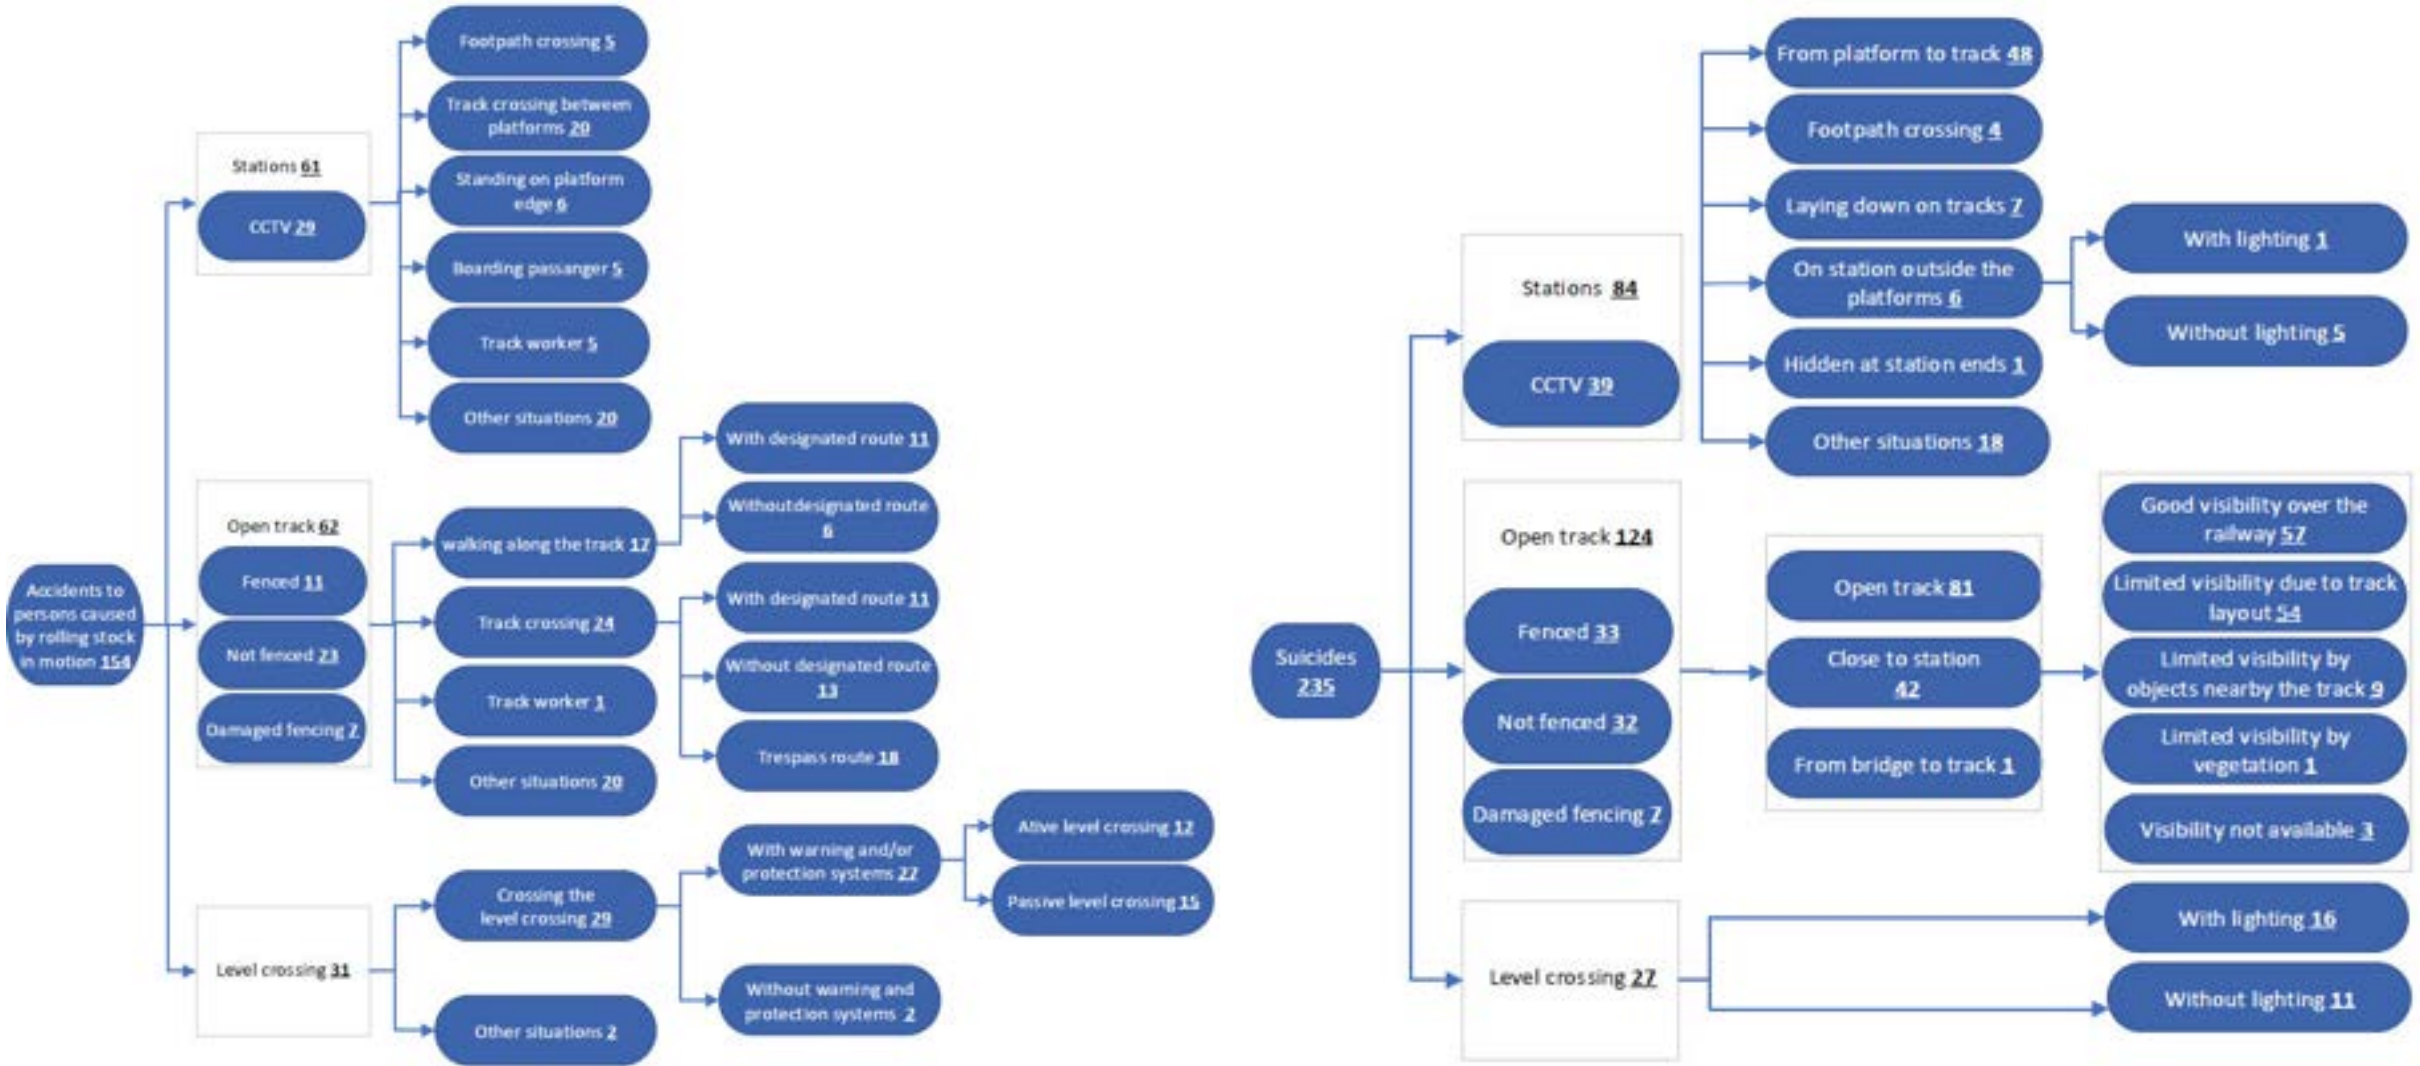 Accidents to
persons caused
by rolling stock
in motion 154
Stations 61
CCTV 29
Footpath crossing 5
Track crossing between
platforms 20
Standing on platform
edge 6
Boarding passanger 5
Track worker 5
Other situations 20
Open track 62
Fenced 11
Not fenced 23
Damaged fencing 7
walking along the track 17
With designated route 11
Withoutdesignated route
6
Track crossing 24
With designated route 11
Without designated route
13
Trespass route 18
Track worker 1
Other situations 20
Level crossing 31
Crossing the
level crossing 29
With warning and/or
protection systems 27
Ative level crossing 12
Passive level crossing 15
Without warning and
protection systems 2
Other situations 2
Suicides
235
Stations 84
CCTV 39
From platform to track 48
Footpath crossing 4
Laying down on tracks 7
On station outside the
platforms 6
With lighting 1
Without lighting 5
Hidden at station ends 1
Other situations 18
Open track 124
Fenced 33
Not fenced 32
Damaged fencing 7
Open track 81
Close to station
42
From bridge to track 1
Good visibility over the
railway 57
Limited visibility due to track
layout 54
Limited visibility by
objects nearby the track 9
Limited visibility by
vegetation 1
Visibility not available 3
Level crossing 27
With lighting 16
Without lighting 11